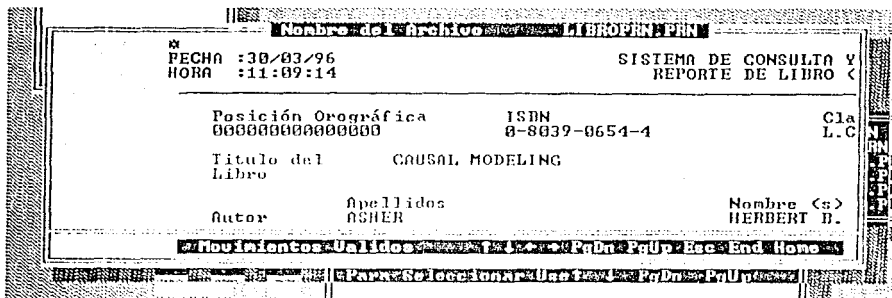 Nombre del Archivo LIBROPRN.PRN
¤
FECHA :30/03/96 SISTEMA DE CONSULTA Y
HORA :11:09:14 REPORTE DE LIBRO <
Posición Orográfica ISBN Cla
000000000000000 0-8039-0654-4 L.C
Titulo del CAUSAL MODELING
Libro
Apellidos Nombre (s)
Autor ASHER HERBERT B.
Movimientos Validos ↑ ↓ ← → PgDn PgUp Esc End Home
Para Seleccionar Use ↑ ↓ PgDn PgUp